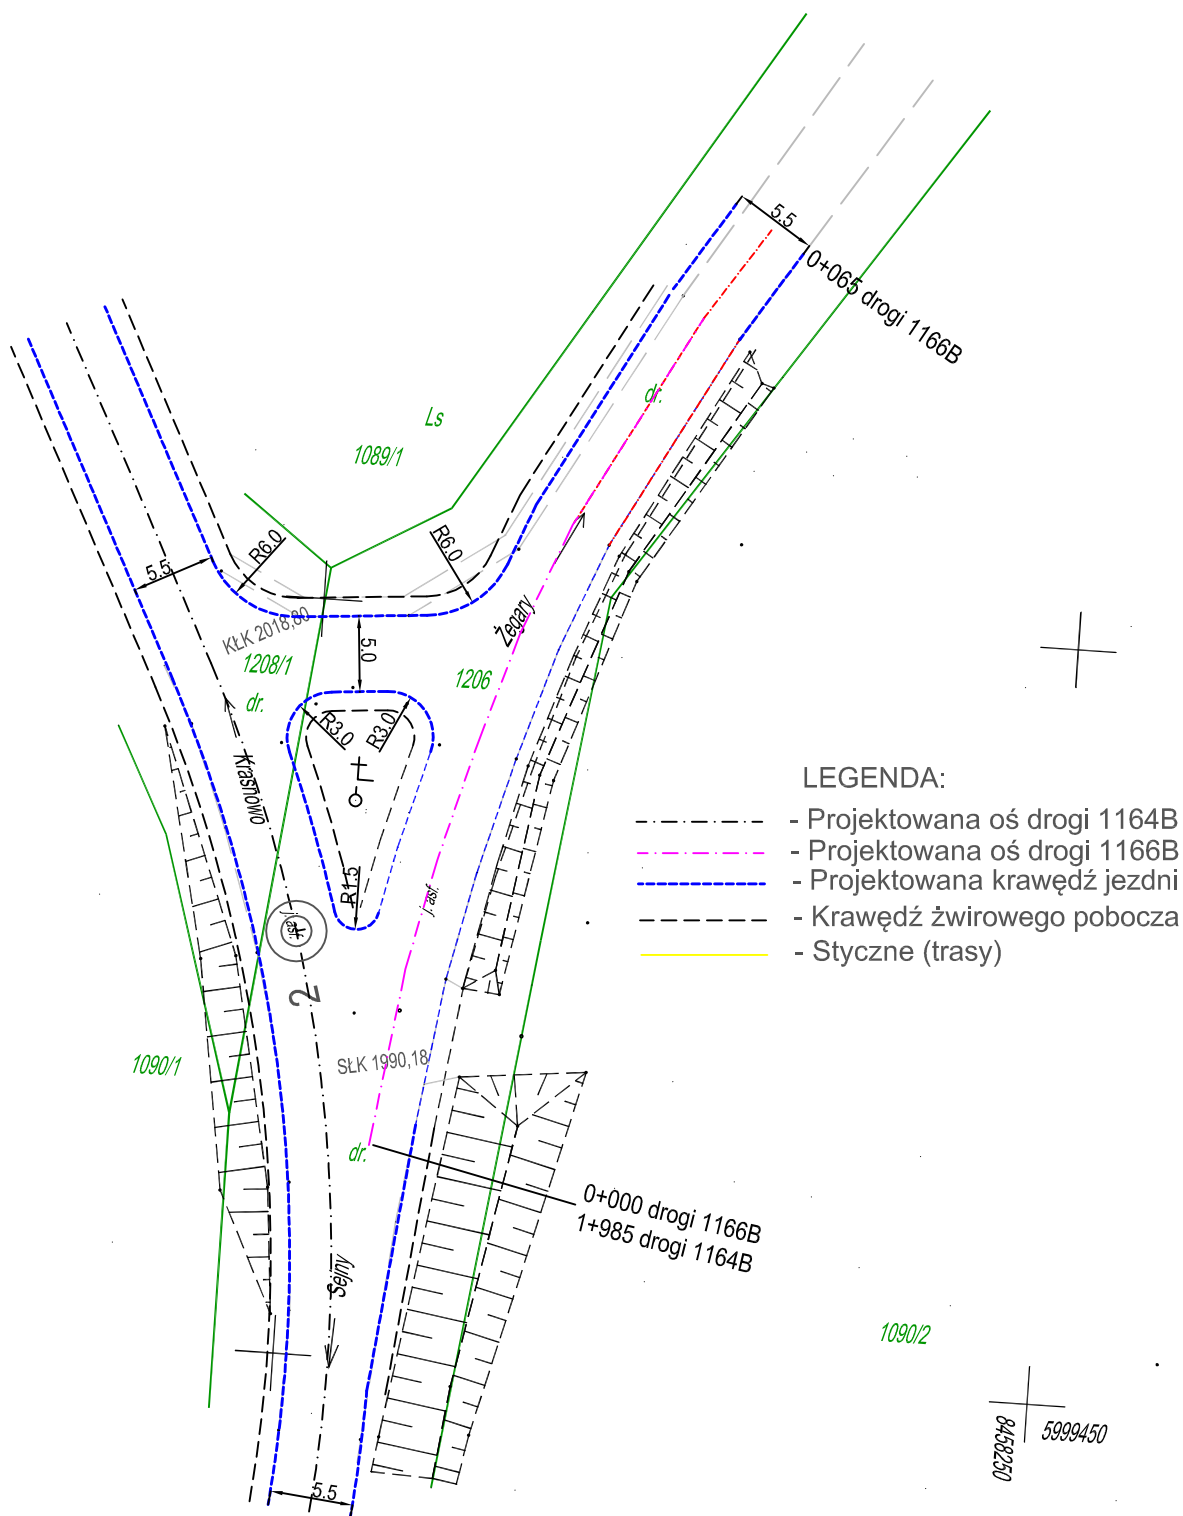 5.5
0+065 drogi 1166B
dr.
Ls
1089/1
R6.0
R6.0
5.5
KŁK 2018,80
5.0
Żegary
1208/1
1206
dr.
R3.0
R3.0
Krasnowo
LEGENDA:
- Projektowana oś drogi 1164B
- Projektowana oś drogi 1166B
- Projektowana krawędź jezdni
- Krawędź żwirowego pobocza
- Styczne (trasy)
R1.5
j. asf.
j. asf.
2
1090/1
SŁK 1990,18
dr.
0+000 drogi 1166B
1+985 drogi 1164B
Sejny
1090/2
8458250
5999450
5.5